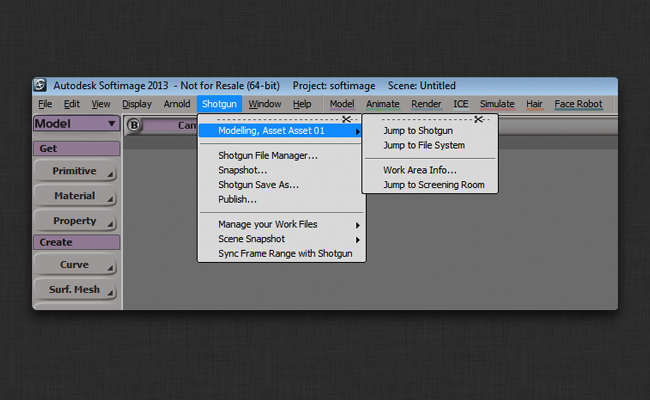 Autodesk Softimage 2013 - Not for Resale (64-bit) Project: softimage Scene: Untitled
File Edit View Display Arnold Shotgun Window Help Model Animate Render ICE Simulate Hair Face Robot
Model
B
Get
Primitive
Material
Property
Create
Curve
Surf. Mesh
Modelling, Asset Asset 01
Shotgun File Manager...
Snapshot...
Shotgun Save As...
Publish...
Manage your Work Files
Scene Snapshot
Sync Frame Range with Shotgun
Jump to Shotgun
Jump to File System
Work Area Info...
Jump to Screening Room